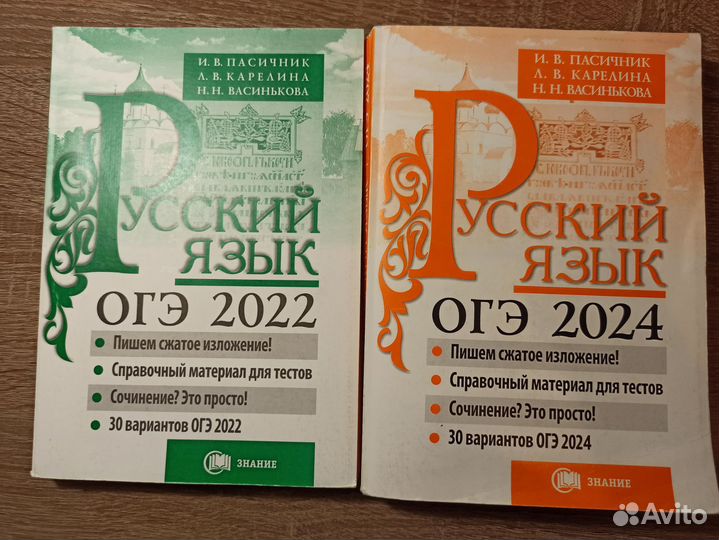 И. В. ПАСИЧНИК
Л. В. КАРЕЛИНА
Н. Н. ВАСИНЬКОВА
РУССКИЙ
ЯЗЫК
ОГЭ 2022
Пишем сжатое изложение!
Справочный материал для тестов
Сочинение? Это просто!
30 вариантов ОГЭ 2022
ЗНАНИЕ
И. В. ПАСИЧНИК
Л. В. КАРЕЛИНА
Н. Н. ВАСИНЬКОВА
РУССКИЙ
ЯЗЫК
ОГЭ 2024
Пишем сжатое изложение!
Справочный материал для тестов
Сочинение? Это просто!
30 вариантов ОГЭ 2024
ЗНАНИЕ
Avito